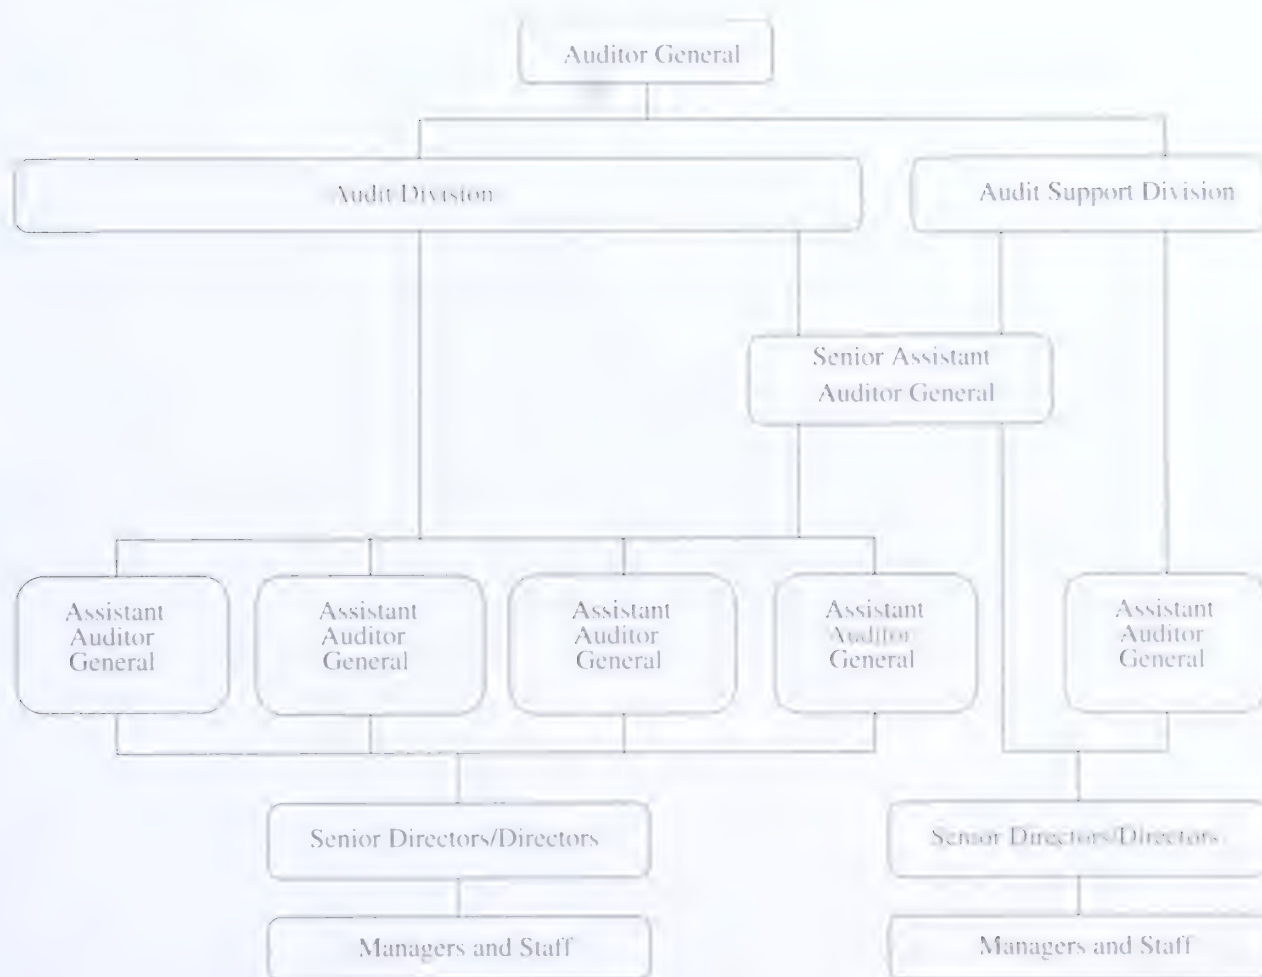 Auditor General
Audit Division
Audit Support Division
Senior Assistant
Auditor General
Assistant
Auditor
General
Assistant
Auditor
General
Assistant
Auditor
General
Assistant
Auditor
General
Assistant
Auditor
General
Senior Directors/Directors
Senior Directors/Directors
Managers and Staff
Managers and Staff